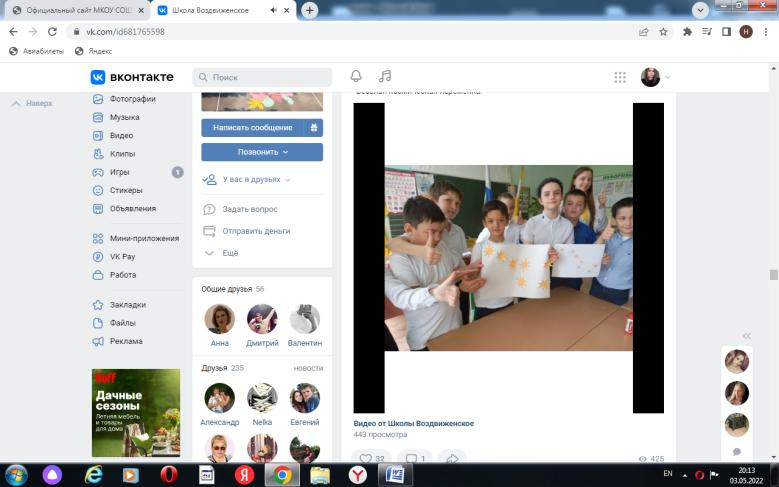 Официальный сайт МКОУ СОШ
Школа Воздвиженское
vk.com/id681765598
Н
Авиабилеты
Яндекс
вконтакте
Поиск
Наверх
Фотографии
Музыка
Видео
Клипы
Игры 1
Стикеры
Объявления
Мини-приложения
VK Pay
Работа
Закладки
Файлы
Реклама
Дачные
сезоны
Летняя мебель
и товары
для дома
Написать сообщение
Позвонить
У вас в друзьях
Задать вопрос
Отправить деньги
Ещё
Общие друзья 56
Анна Дмитрий Валентин
Друзья 235 новости
Александр Nelka Евгений
Видео от Школы Воздвиженское
443 просмотра
32 1 425
EN 20:13
03.05.2022